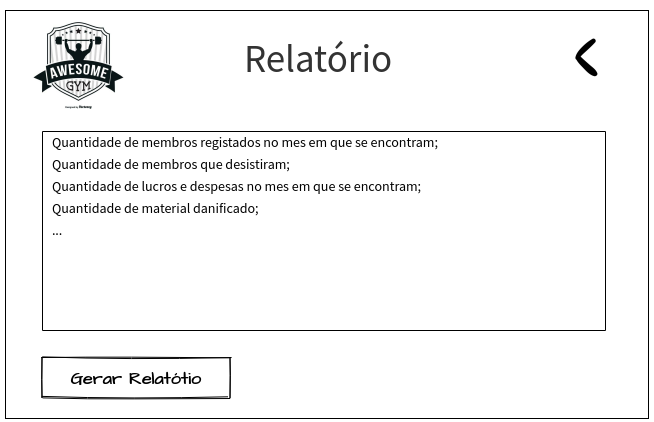 AWESOME
GYM
Relatório
Quantidade de membros registados no mes em que se encontram;
Quantidade de membros que desistiram;
Quantidade de lucros e despesas no mes em que se encontram;
Quantidade de material danificado;
...
Gerar Relatótio